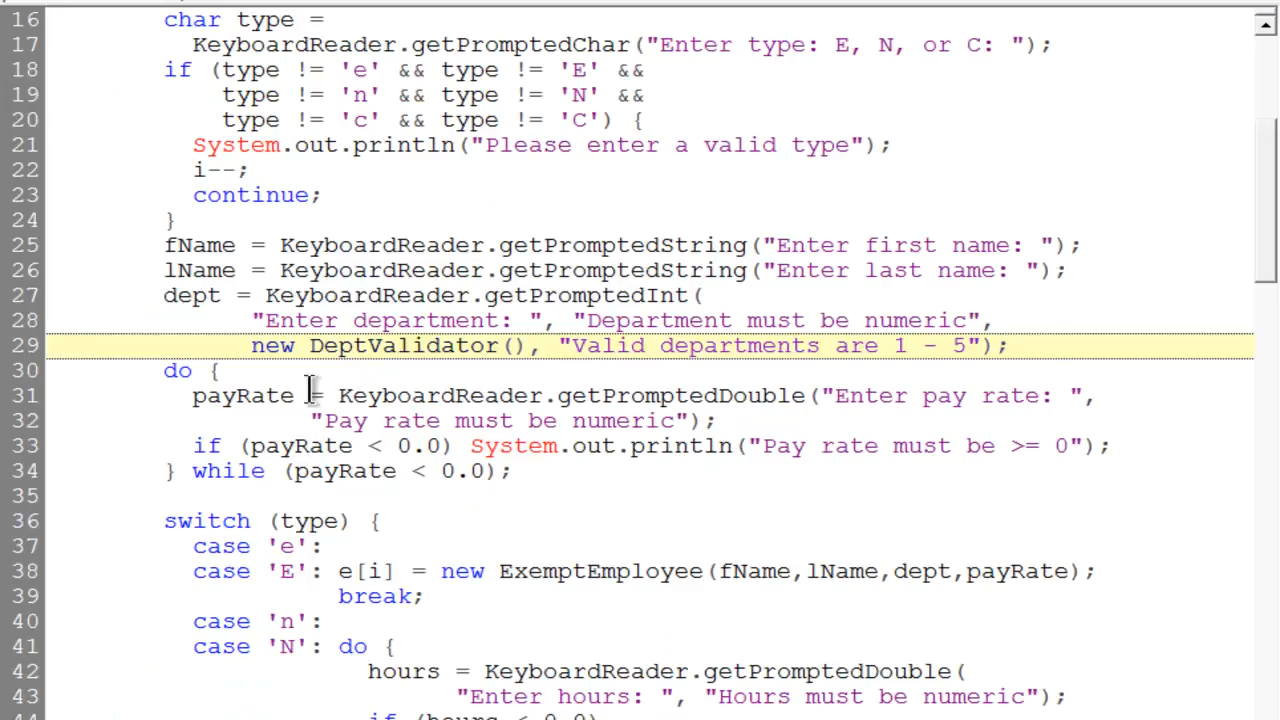 16 char type =
17 KeyboardReader.getPromptedChar("Enter type: E, N, or C: ");
18 if (type != 'e' && type != 'E' &&
19 type != 'n' && type != 'N' &&
20 type != 'c' && type != 'C') {
21 System.out.println("Please enter a valid type");
22 i--;
23 continue;
24 }
25 fName = KeyboardReader.getPromptedString("Enter first name: ");
26 lName = KeyboardReader.getPromptedString("Enter last name: ");
27 dept = KeyboardReader.getPromptedInt(
28 "Enter department: ", "Department must be numeric",
29 new DeptValidator(), "Valid departments are 1 - 5");
30 do {
31 payRate = KeyboardReader.getPromptedDouble("Enter pay rate: ",
32 "Pay rate must be numeric");
33 if (payRate < 0.0) System.out.println("Pay rate must be >= 0");
34 } while (payRate < 0.0);
35
36 switch (type) {
37 case 'e':
38 case 'E': e[i] = new ExemptEmployee(fName,lName,dept,payRate);
39 break;
40 case 'n':
41 case 'N': do {
42 hours = KeyboardReader.getPromptedDouble(
43 "Enter hours: ", "Hours must be numeric");
44 if (hours < 0.0)